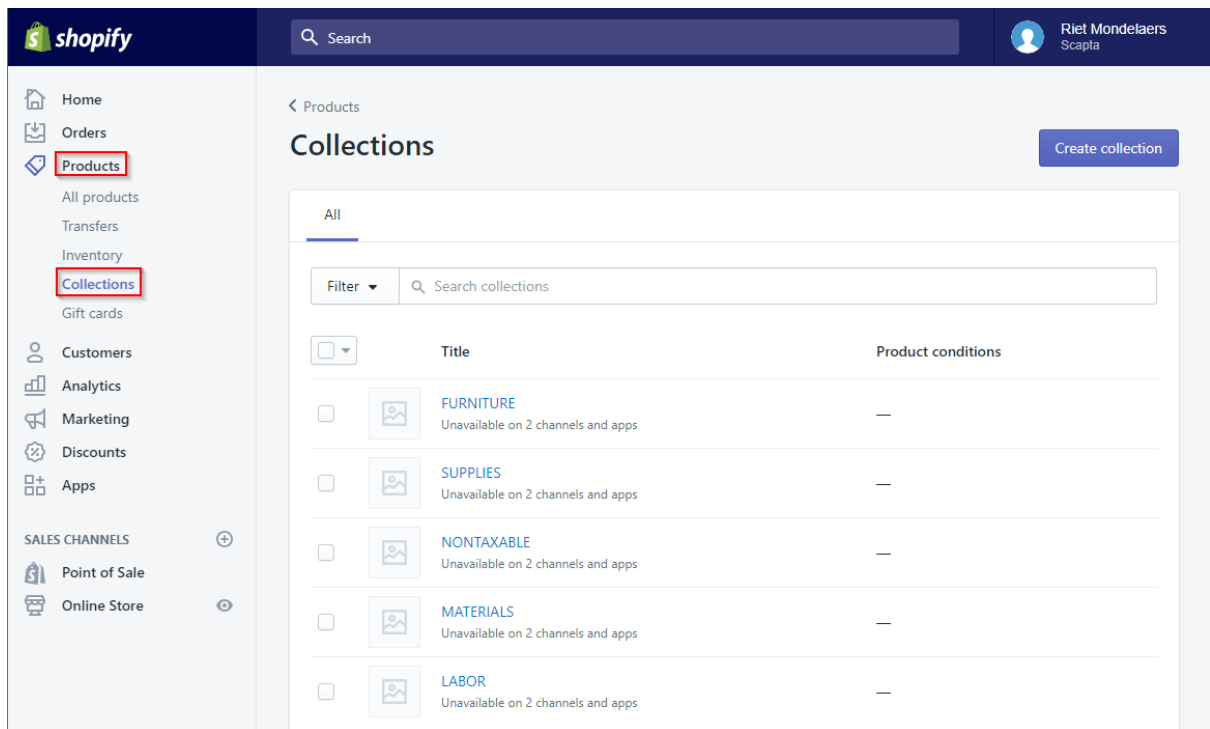 shopify
Search
Riet Mondelaers
Scapta
Home
Orders
Products
All products
Transfers
Inventory
Collections
Gift cards
Customers
Analytics
Marketing
Discounts
Apps
SALES CHANNELS
Point of Sale
Online Store
Products
Collections
Create collection
All
Filter
Search collections
Title Product conditions
FURNITURE
Unavailable on 2 channels and apps
—
SUPPLIES
Unavailable on 2 channels and apps
—
NONTAXABLE
Unavailable on 2 channels and apps
—
MATERIALS
Unavailable on 2 channels and apps
—
LABOR
Unavailable on 2 channels and apps
—